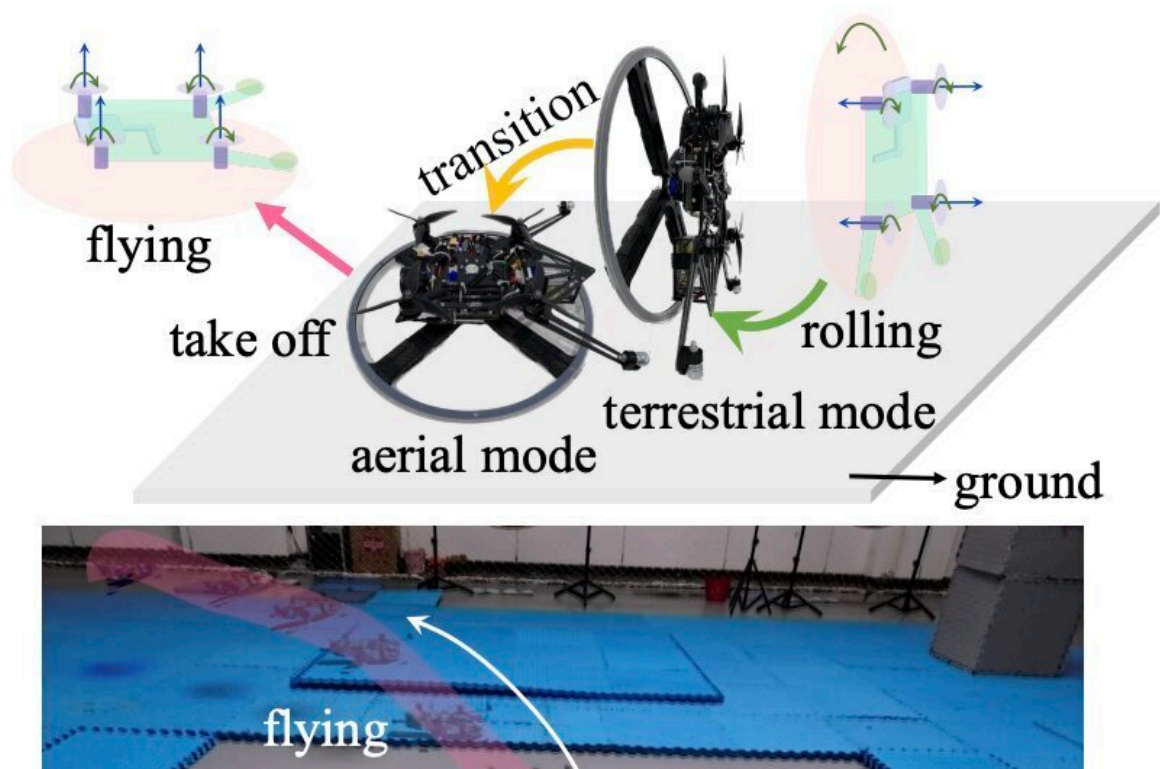 transition
flying
take off
rolling
terrestrial mode
aerial mode
ground
flying